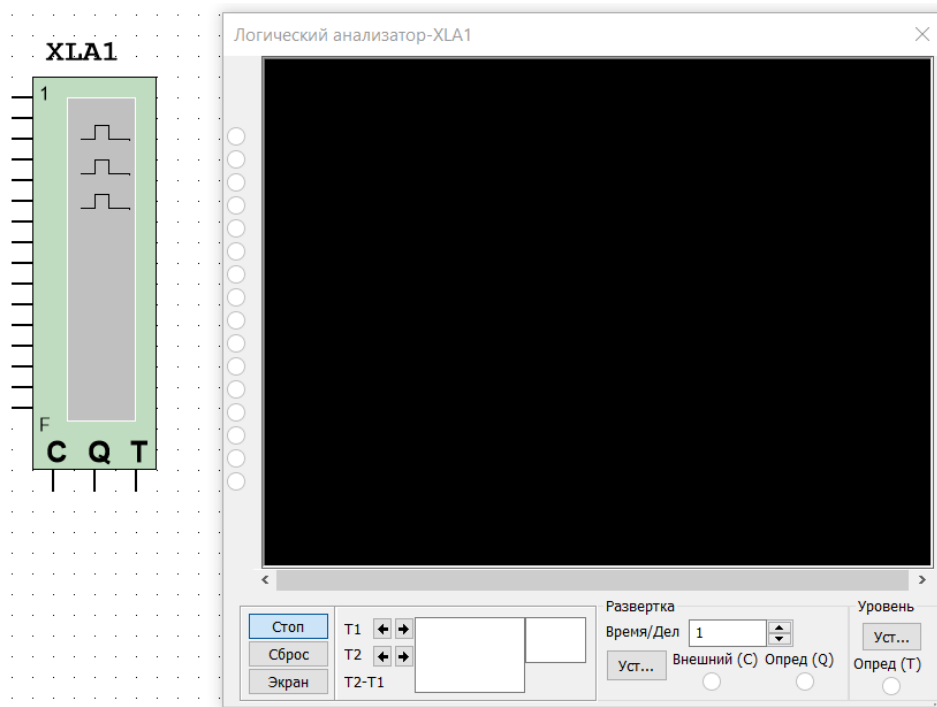 XLA1
1
F
C Q T
Логический анализатор-XLA1
Стоп
Сброс
Экран
T1
T2
T2-T1
Развертка
Время/Дел 1
Уст... Внешний (C) Опред (Q)
Уровень
Уст...
Опред (T)